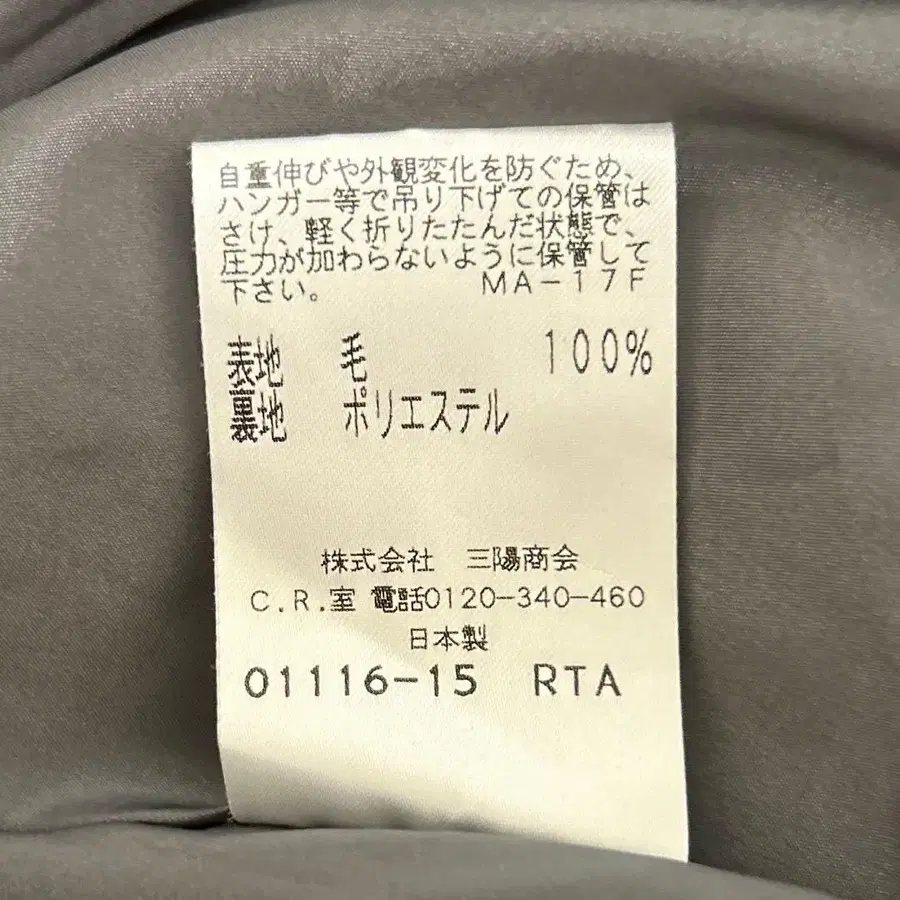 自重伸びや外観変化を防ぐため、
ハンガー等で吊り下げての保管は
さけ、軽く折りたたんだ状態で、
圧力が加わらないように保管して
下さい。 MA-17F
表地 毛 100%
裏地 ポリエステル
株式会社 三陽商会
C.R.室 電話0120-340-460
日本製
01116-15 RTA